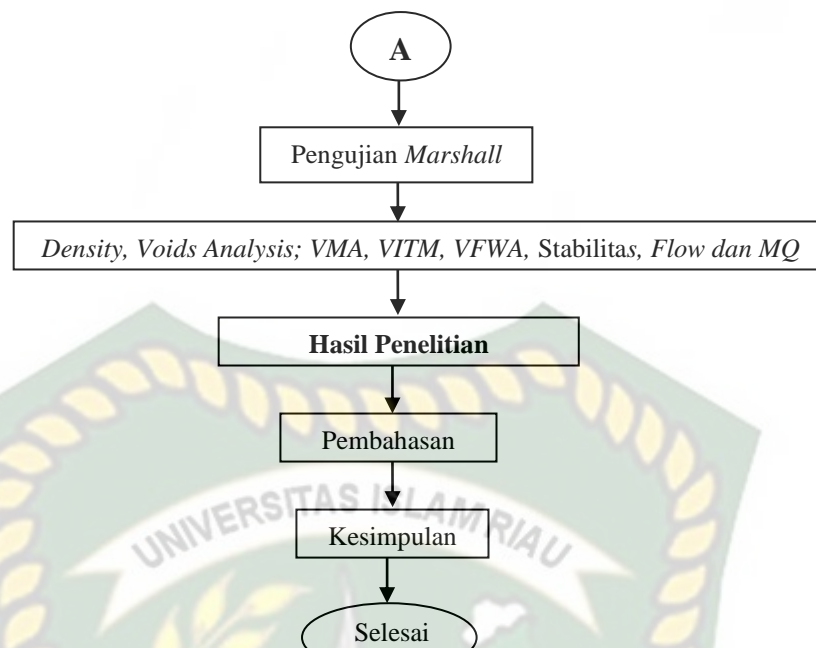 A
Pengujian Marshall
Density, Voids Analysis; VMA, VITM, VFWA, Stabilitas, Flow dan MQ
Hasil Penelitian
Pembahasan
UNIVERSITAS ISLAM RIAU
Kesimpulan
Selesai